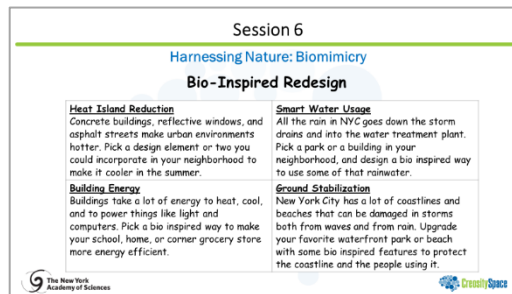 Session 6
Harnessing Nature: Biomimicry
Bio-Inspired Redesign
Heat Island Reduction
Concrete buildings, reflective windows, and
asphalt streets make urban environments
hotter. Pick a design element or two you
could incorporate in your neighborhood to
make it cooler in the summer.
Smart Water Usage
All the rain in NYC goes down the storm
drains and into the water treatment plant.
Pick a park or a building in your
neighborhood, and design a bio inspired way
to use some of that rainwater.
Building Energy
Buildings take a lot of energy to heat, cool,
and to power things like light and
computers. Pick a bio inspired way to make
your school, home, or corner grocery store
more energy efficient.
Ground Stabilization
New York City has a lot of coastlines and
beaches that can be damaged in storms
both from waves and from rain. Upgrade
your favorite waterfront park or beach
with some bio inspired features to protect
the coastline and the people using it.
The New York
Academy of Sciences
CreositySpace